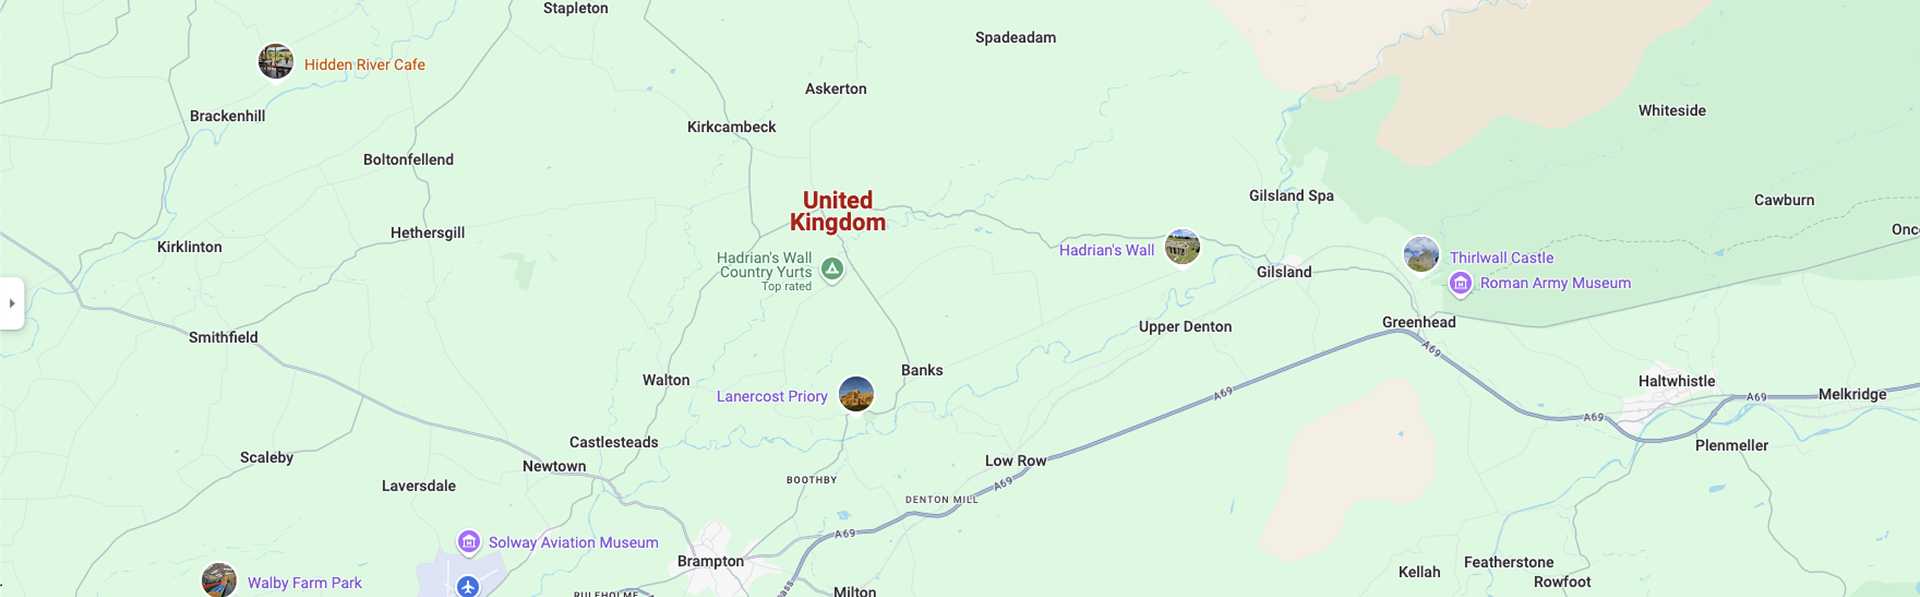 Stapleton
Spadeadam
Hidden River Cafe
Askerton
Whiteside
Brackenhill
Kirkcambeck
Boltonfellend
Gilsland Spa
Cawburn
United
Kingdom
Hethersgill
Kirklinton
Hadrian's Wall
Once
Hadrian's Wall
Country Yurts
Top rated
Thirlwall Castle
Gilsland
Roman Army Museum
Greenhead
Upper Denton
Smithfield
A69
Banks
Walton
Haltwhistle
Lanercost Priory
A69
A69
Melkridge
A69
Castlesteads
Plenmeller
Scaleby
Newtown
Low Row
BOOTHBY
Laversdale
A69
DENTON MILL
A69
Solway Aviation Museum
Brampton
Featherstone
Kellah
Rowfoot
Walby Farm Park
Milton